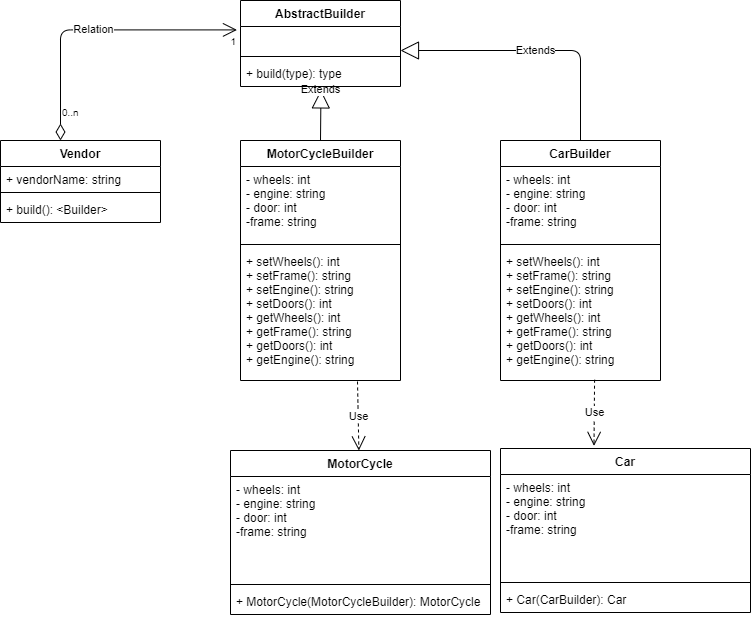 AbstractBuilder
+ build(type): type
Relation
1
0..n
Extends
Extends
Vendor
+ vendorName: string
+ build(): <Builder>
MotorCycleBuilder
- wheels: int
- engine: string
- door: int
-frame: string
+ setWheels(): int
+ setFrame(): string
+ setEngine(): string
+ setDoors(): int
+ getWheels(): int
+ getFrame(): string
+ getDoors(): int
+ getEngine(): string
CarBuilder
- wheels: int
- engine: string
- door: int
-frame: string
+ setWheels(): int
+ setFrame(): string
+ setEngine(): string
+ setDoors(): int
+ getWheels(): int
+ getFrame(): string
+ getDoors(): int
+ getEngine(): string
Use
Use
MotorCycle
- wheels: int
- engine: string
- door: int
-frame: string
+ MotorCycle(MotorCycleBuilder): MotorCycle
Car
- wheels: int
- engine: string
- door: int
-frame: string
+ Car(CarBuilder): Car